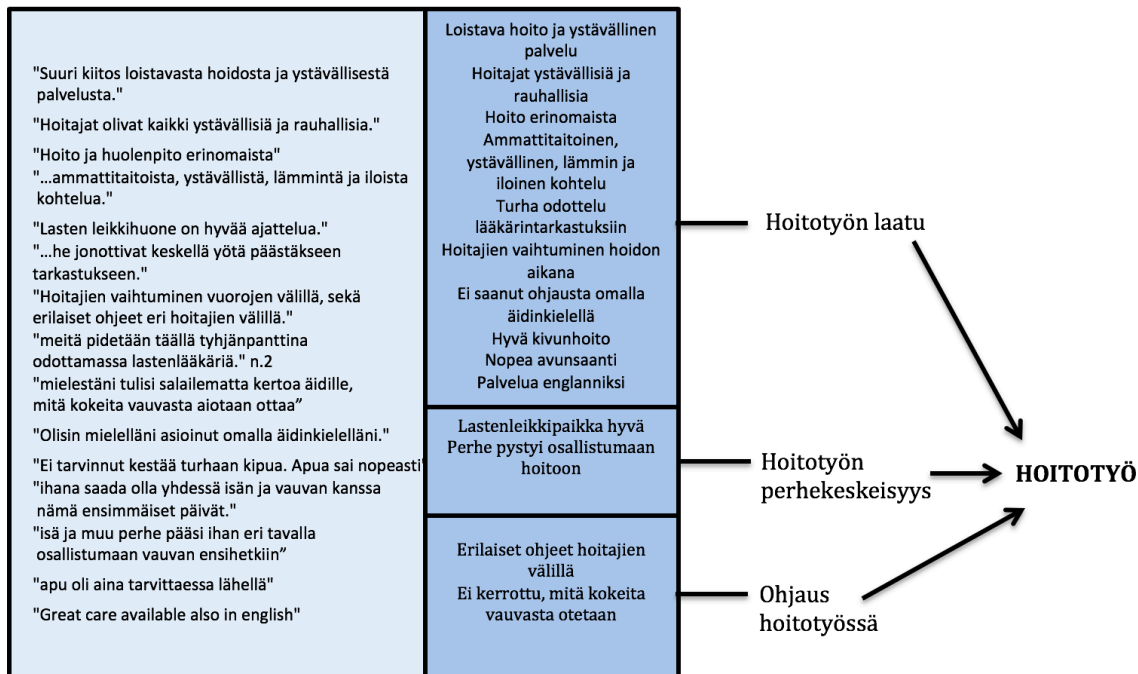 "Suuri kiitos loistavasta hoidosta ja ystävällisestä
palvelusta."
"Hoitajat olivat kaikki ystävällisiä ja rauhallisia."
"Hoito ja huolenpito erinomaista"
"…ammattitaitoista, ystävällistä, lämmintä ja iloista
kohtelua."
"Lasten leikkihuone on hyvää ajattelua."
"…he jonottivat keskellä yötä päästäkseen
tarkastukseen."
"Hoitajien vaihtuminen vuorojen välillä, sekä
erilaiset ohjeet eri hoitajien välillä."
"meitä pidetään täällä tyhjänpanttina
odottamassa lastenlääkäriä." n.2
"mielestäni tulisi salailematta kertoa äidille,
mitä kokeita vauvasta aiotaan ottaa”
"Olisin mielelläni asioinut omalla äidinkielelläni."
"Ei tarvinnut kestää turhaan kipua. Apua sai nopeasti"
"ihana saada olla yhdessä isän ja vauvan kanssa
nämä ensimmäiset päivät."
"isä ja muu perhe pääsi ihan eri tavalla
osallistumaan vauvan ensihetkiin”
"apu oli aina tarvittaessa lähellä"
"Great care available also in english"
Loistava hoito ja ystävällinen
palvelu
Hoitajat ystävällisiä ja
rauhallisia
Hoito erinomaista
Ammattitaitoinen,
ystävällinen, lämmin ja
iloinen kohtelu
Turha odottelu
lääkärintarkastuksiin
Hoitajien vaihtuminen hoidon
aikana
Ei saanut ohjausta omalla
äidinkielellä
Hyvä kivunhoito
Nopea avunsaanti
Palvelua englanniksi
Lastenleikkipaikka hyvä
Perhe pystyi osallistumaan
hoitoon
Erilaiset ohjeet hoitajien
välillä
Ei kerrottu, mitä kokeita
vauvasta otetaan
Hoitotyön laatu
Hoitotyön
perhekeskeisyys
Ohjaus
hoitotyössä
HOITOTYÖ